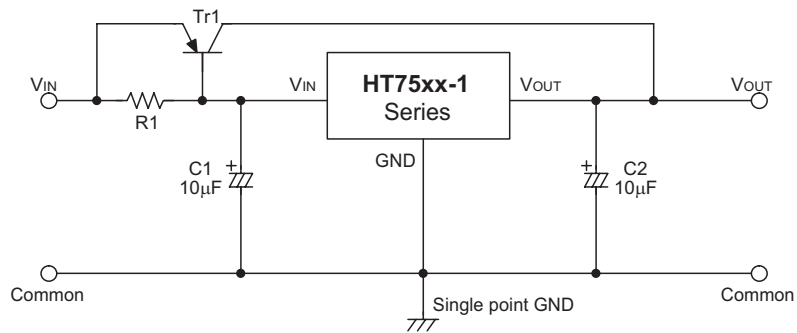 Tr1
VIN
R1
VIN
HT75xx-1
Series
VOUT
VOUT
GND
C1
10μF
C2
10μF
Common
Single point GND
Common
+
+